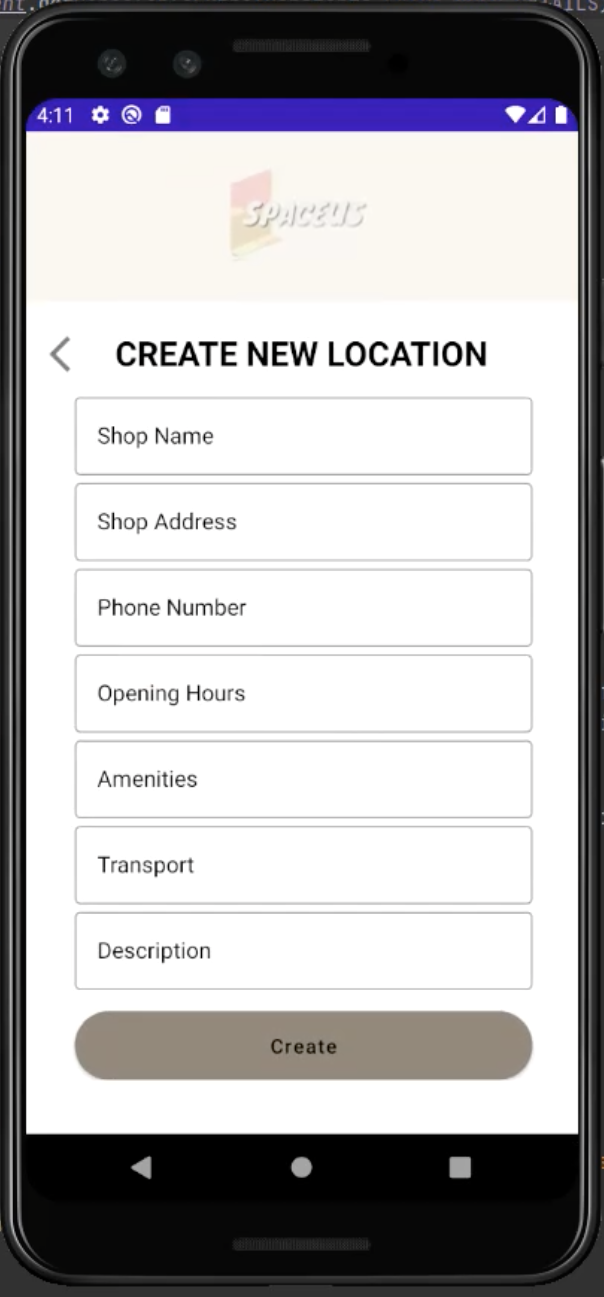 4:11
SPACEUS
CREATE NEW LOCATION
Shop Name
Shop Address
Phone Number
Opening Hours
Amenities
Transport
Description
Create